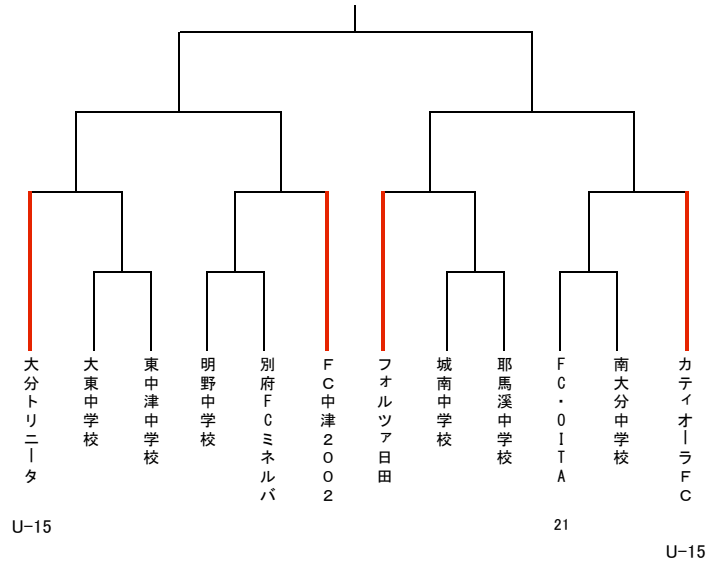 大分トリニータ
U-15
大東中学校
東中津中学校
明野中学校
別府FCミネルバ
FC中津2002
フォルツァ日田
城南中学校
耶馬溪中学校
FC・OITA
21
南大分中学校
カティオーラFC
U-15